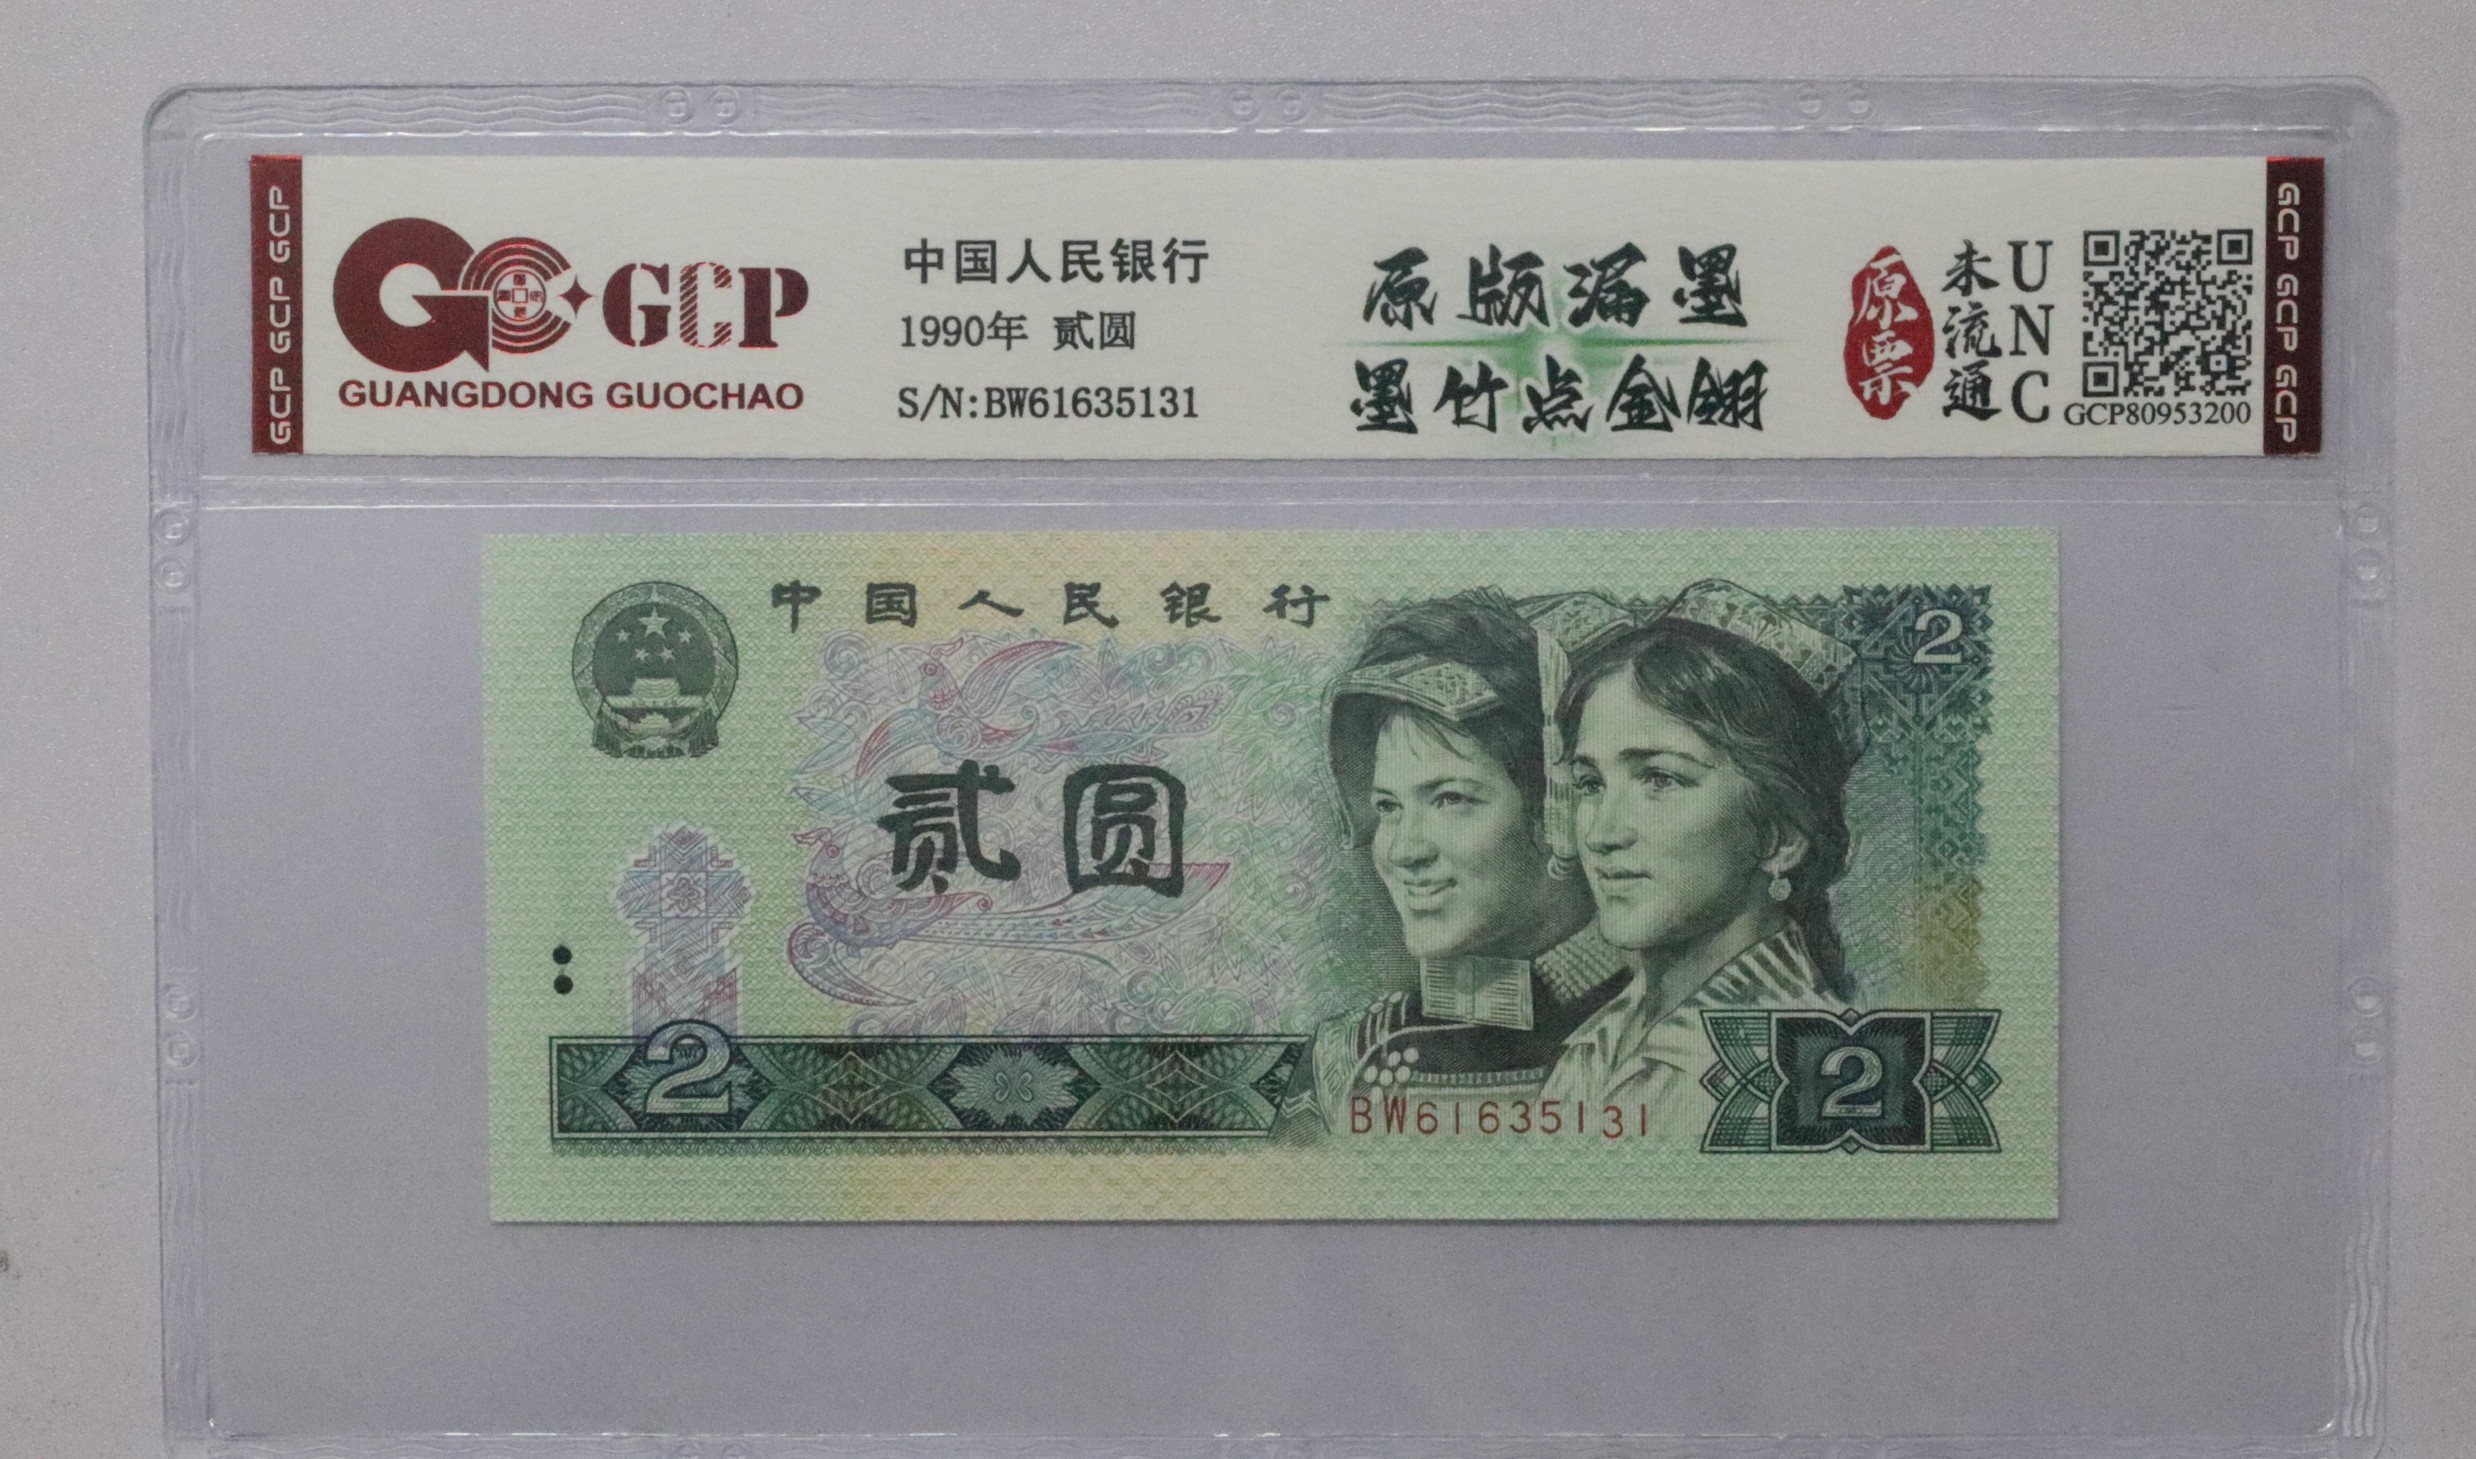 GCP GCP GCP
GCP
GUANGDONG GUOCHAO
中国人民银行
1990年 贰圆
S/N:BW61635131
原版漏墨
墨竹点金翎
原票
未流通
UNC
GCP80953200
GCP GCP GCP
中国人民银行
2
贰圆
2
BW61635131
2